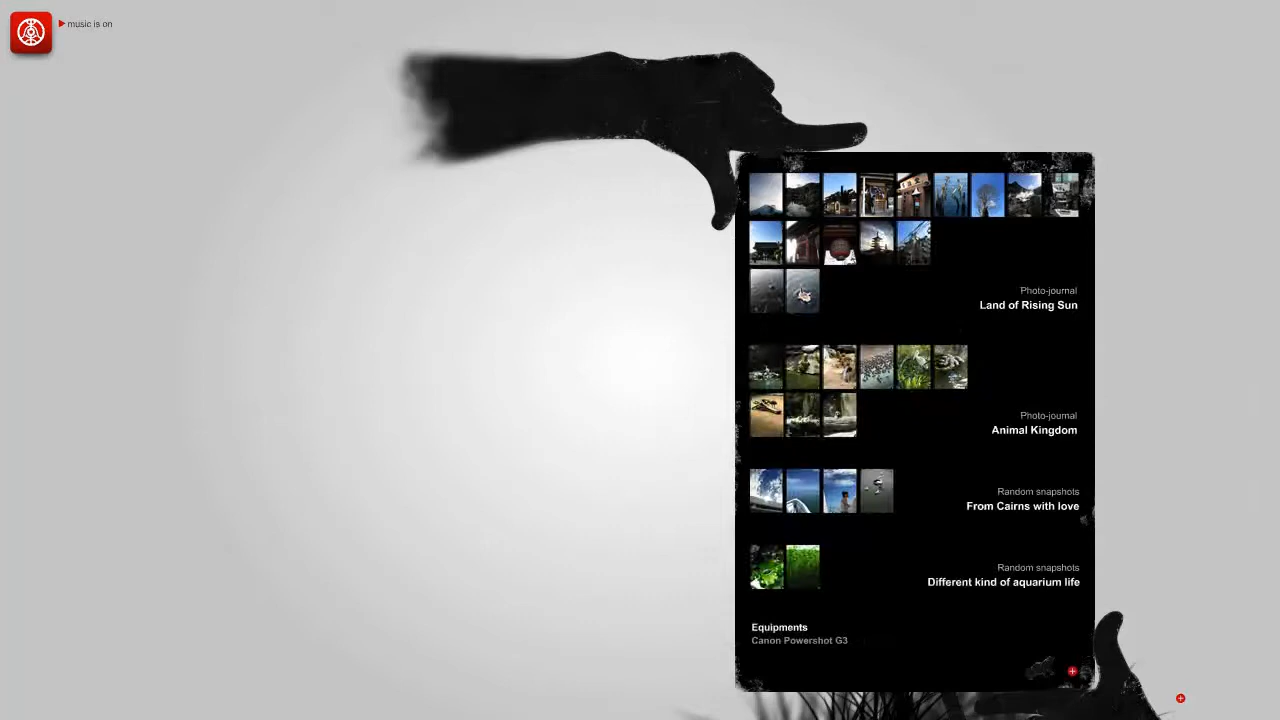 music is on
Photo-journal
Land of Rising Sun
Photo-journal
Animal Kingdom
Random snapshots
From Cairns with love
Random snapshots
Different kind of aquarium life
Equipments
Canon Powershot G3